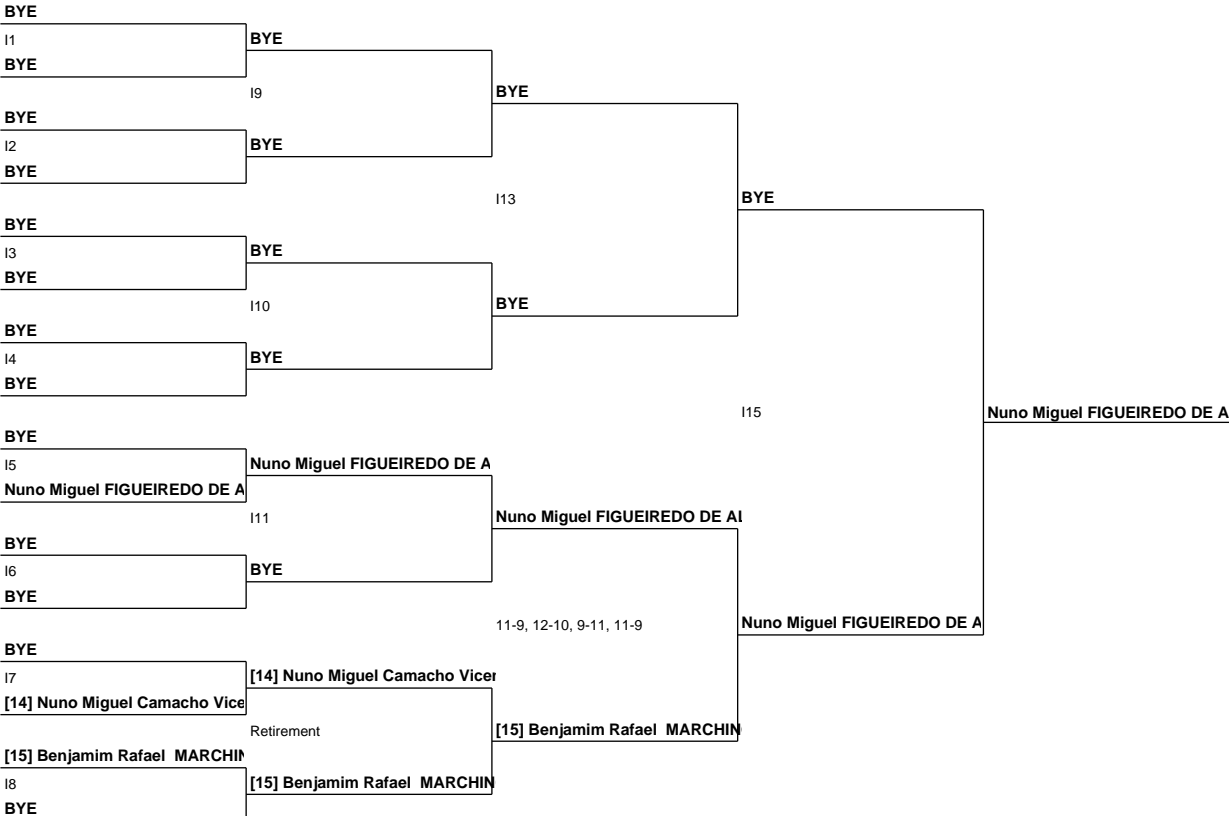 BYE
I1
BYE
BYE
I9
BYE
BYE
I2
BYE
BYE
I13
BYE
BYE
I3
BYE
BYE
I10
BYE
BYE
I4
BYE
BYE
I15
Nuno Miguel FIGUEIREDO DE A
BYE
I5
Nuno Miguel FIGUEIREDO DE A
Nuno Miguel FIGUEIREDO DE A
I11
Nuno Miguel FIGUEIREDO DE AL
BYE
I6
BYE
BYE
11-9, 12-10, 9-11, 11-9
Nuno Miguel FIGUEIREDO DE A
BYE
I7
[14] Nuno Miguel Camacho Vicen
[14] Nuno Miguel Camacho Vice
Retirement
[15] Benjamim Rafael MARCHIN
[15] Benjamim Rafael MARCHIN
I8
[15] Benjamim Rafael MARCHIN
BYE